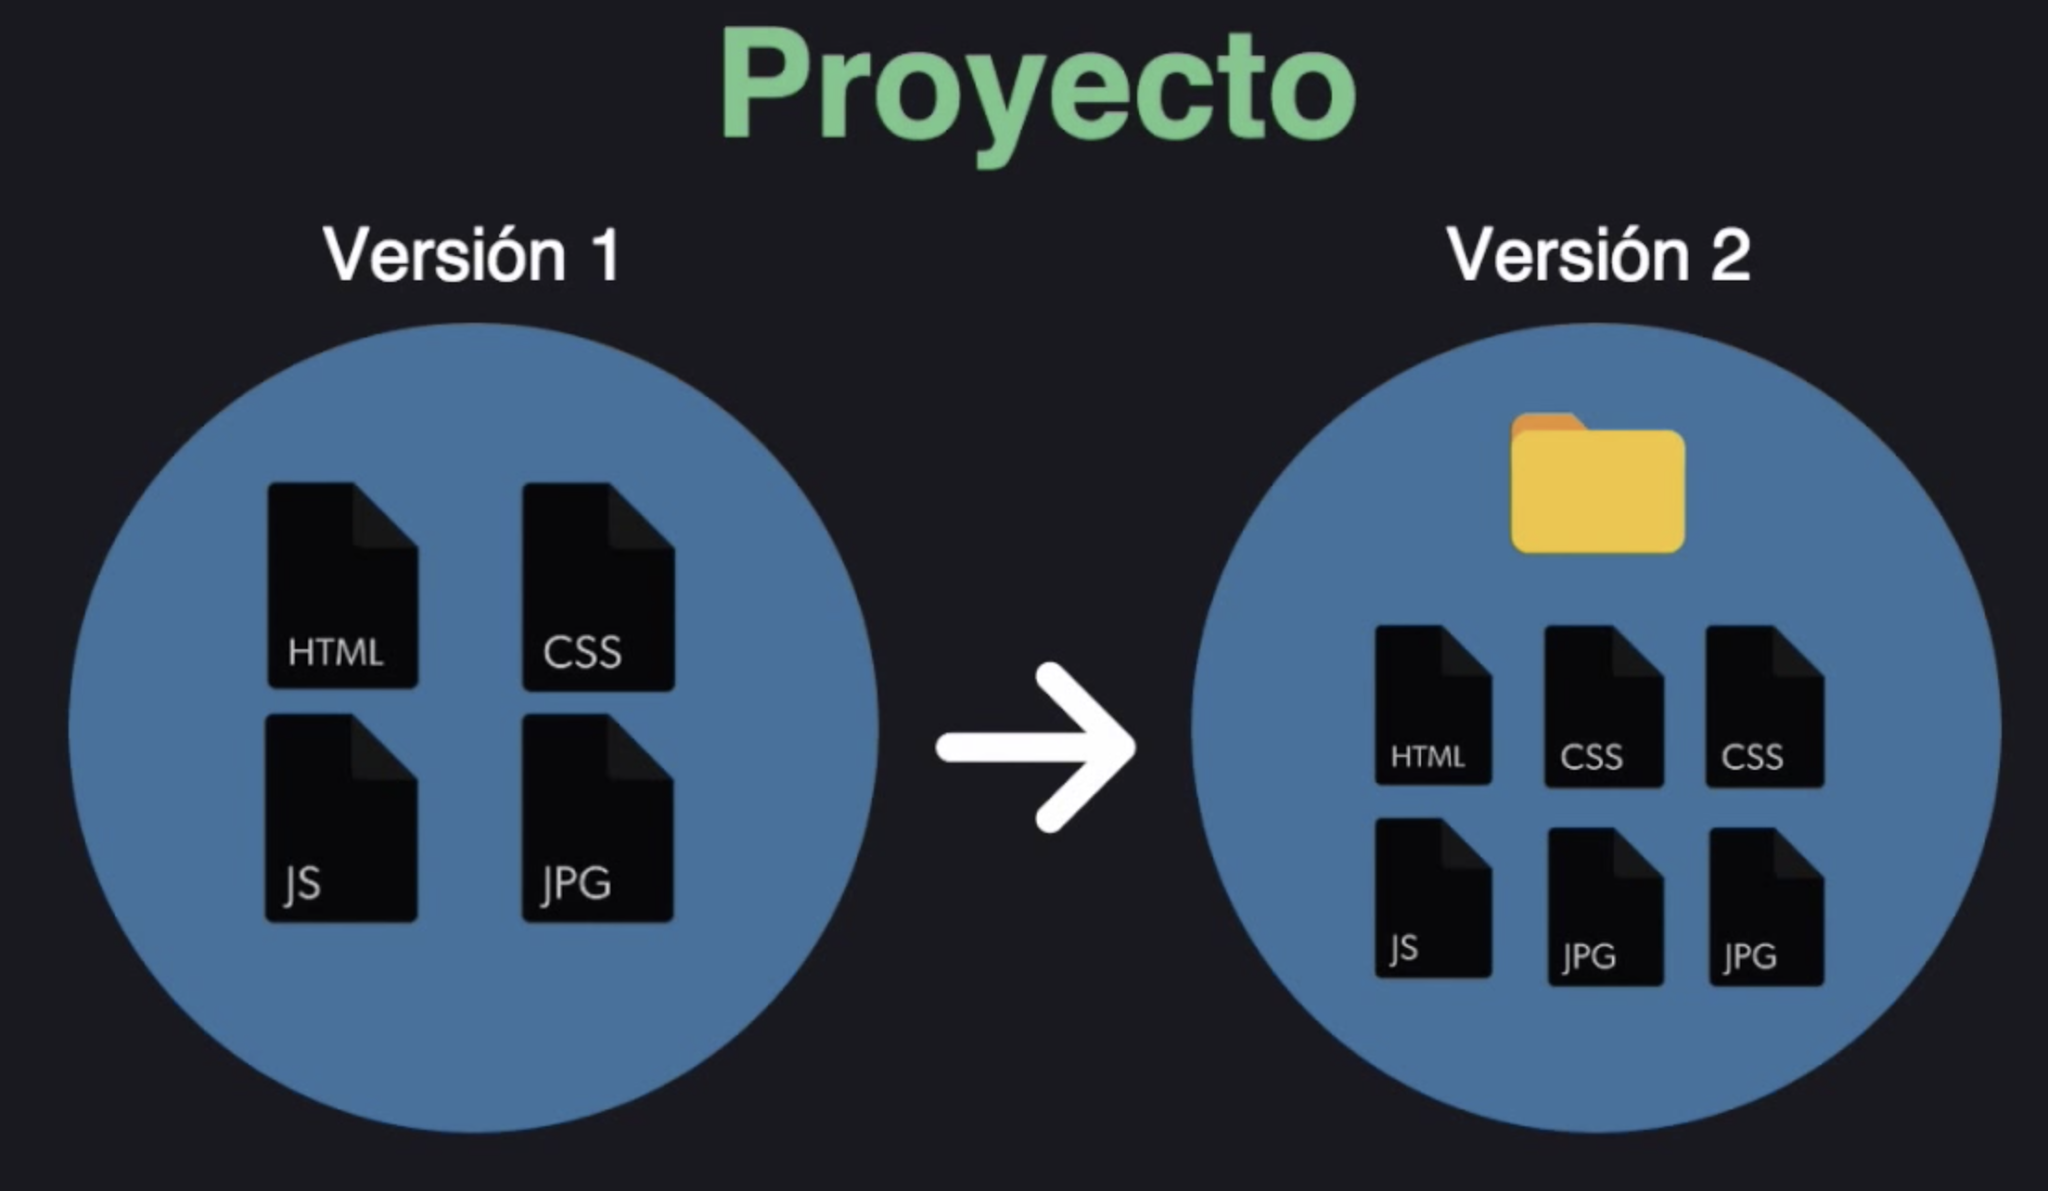 Proyecto
Versión 1
Versión 2
HTML
CSS
JS
JPG
HTML
CSS
CSS
JS
JPG
JPG